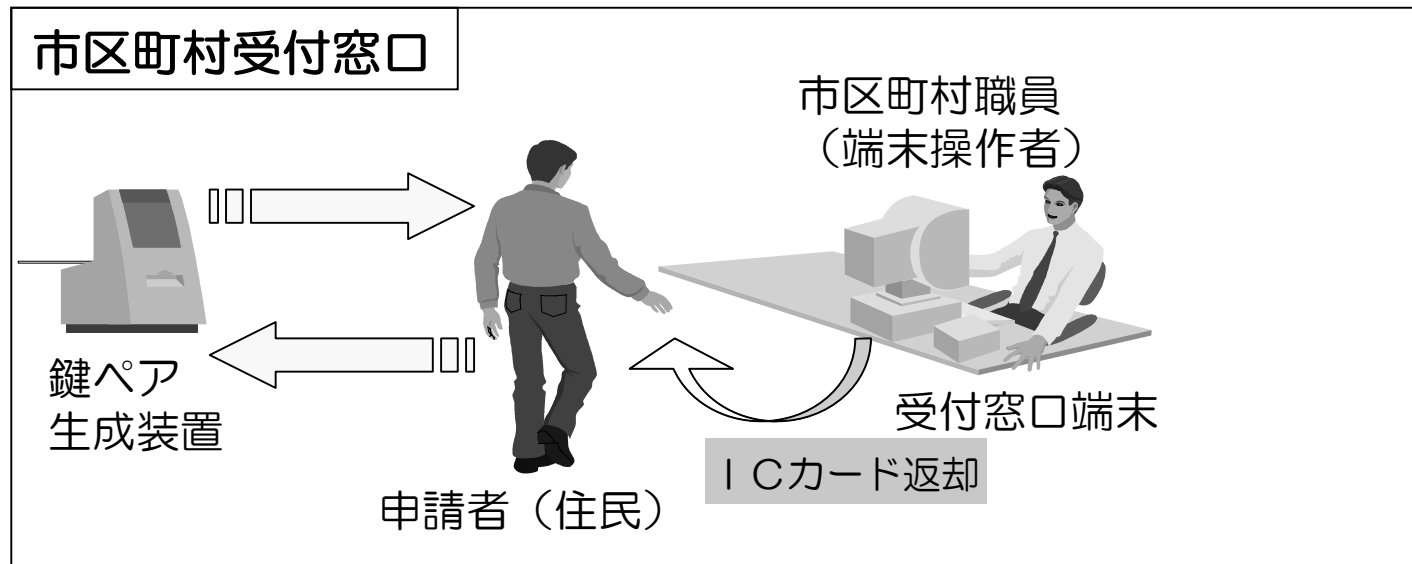 市区町村受付窓口
市区町村職員
(端末操作者)
鍵ペア
生成装置
受付窓口端末
ICカード返却
申請者(住民)